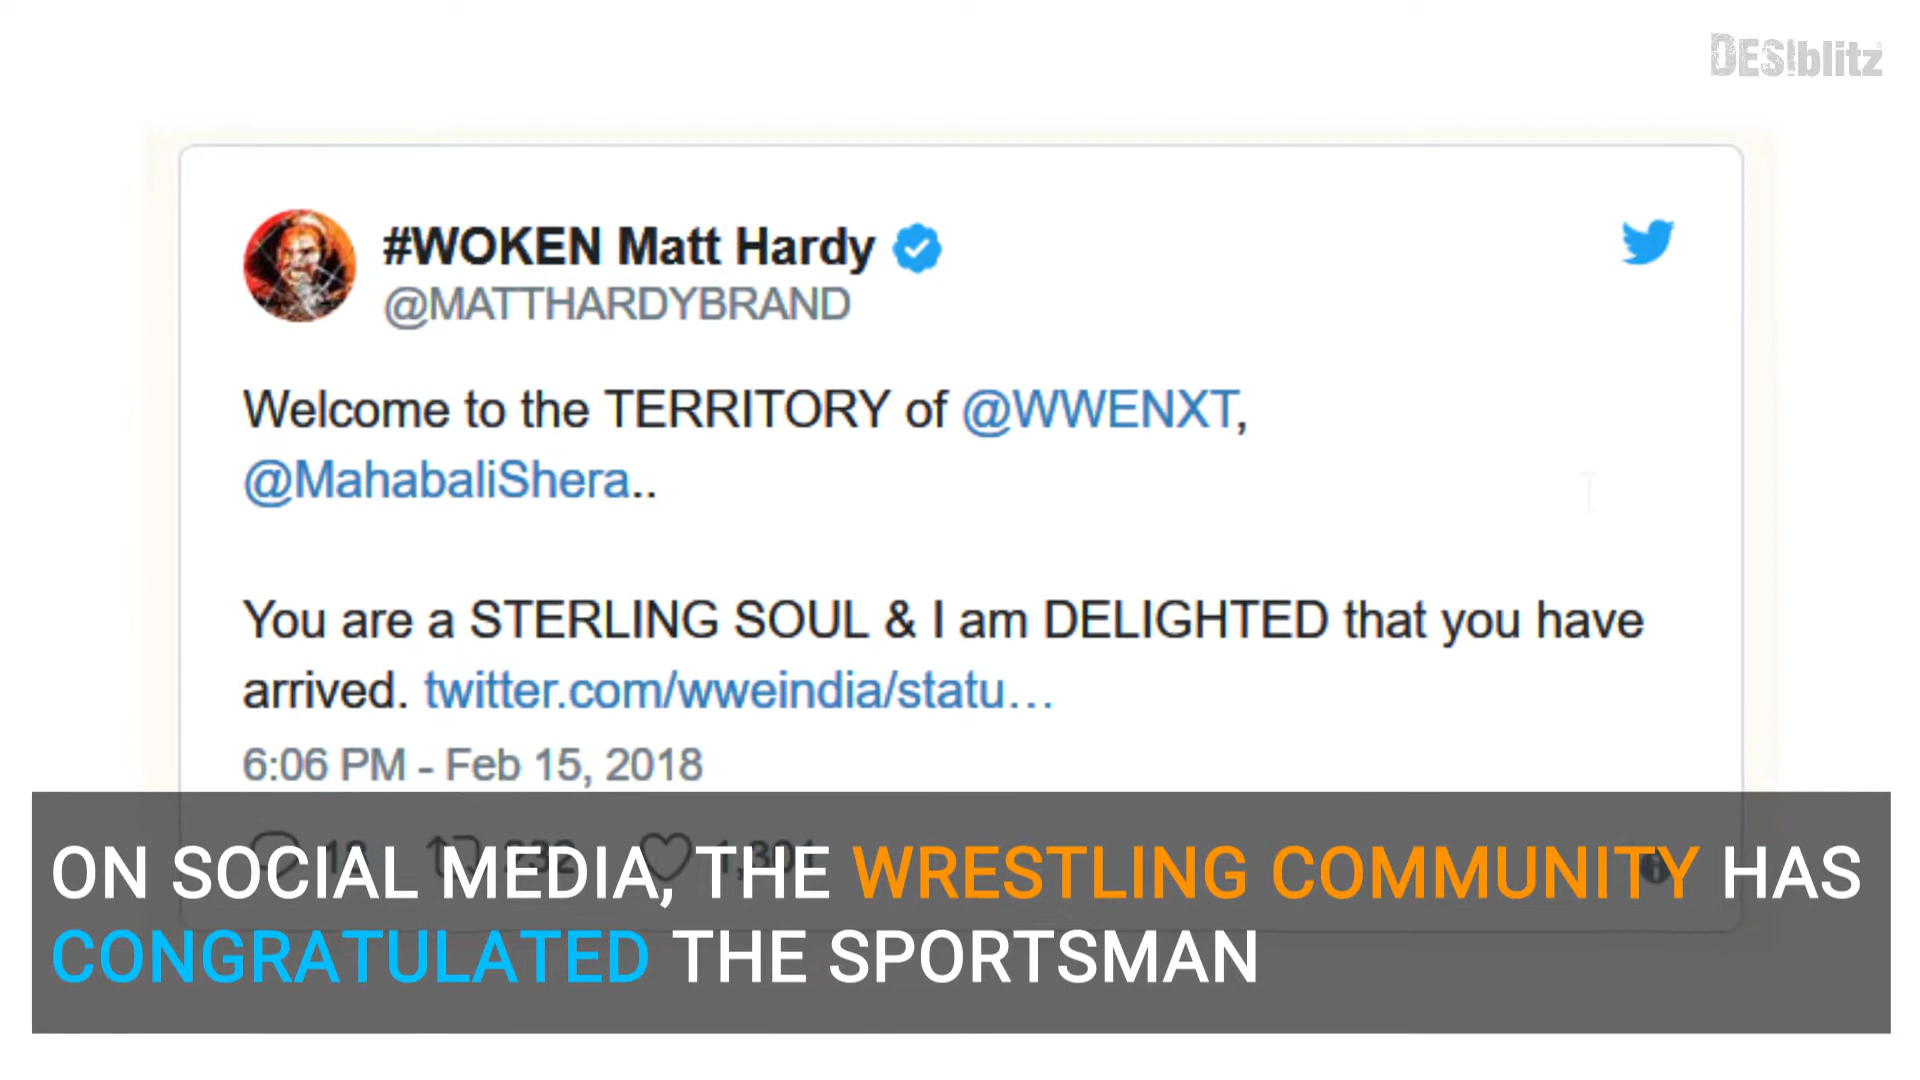 DESIblitz
#WOKEN Matt Hardy
@MATTHARDYBRAND
Welcome to the TERRITORY of @WWENXT,
@MahabaliShera..
You are a STERLING SOUL & I am DELIGHTED that you have
arrived. twitter.com/wweindia/statu…
6:06 PM - Feb 15, 2018
ON SOCIAL MEDIA, THE WRESTLING COMMUNITY HAS
CONGRATULATED THE SPORTSMAN